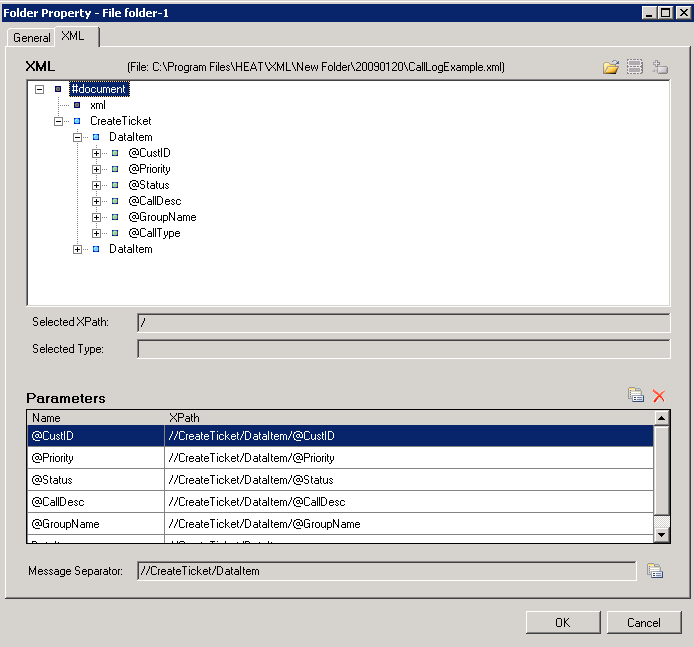 Folder Property - File folder-1
General XML
XML (File: C:\Program Files\HEAT\XML\New Folder\20090120\CallLogExample.xml)
#document
xml
CreateTicket
DataItem
@CustID
@Priority
@Status
@CallDesc
@GroupName
@CallType
DataItem
Selected XPath: /
Selected Type:
Parameters
Name XPath
@CustID //CreateTicket/DataItem/@CustID
@Priority //CreateTicket/DataItem/@Priority
@Status //CreateTicket/DataItem/@Status
@CallDesc //CreateTicket/DataItem/@CallDesc
@GroupName //CreateTicket/DataItem/@GroupName
Message Separator: //CreateTicket/DataItem
OK Cancel